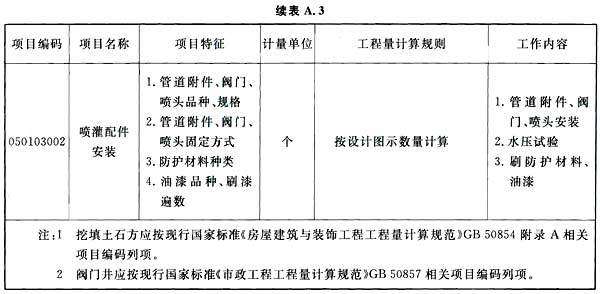 续表 A.3
项目编码 项目名称 项目特征 计量单位 工程量计算规则 工作内容
050103002
喷灌配件
安装
1. 管道附件、阀门、
喷头品种、规格
2. 管道附件、阀门、
喷头固定方式
3. 防护材料种类
4. 油漆品种、刷漆
遍数
个
按设计图示数量计算
1. 管道附件、阀
门、喷头安装
2. 水压试验
3. 刷防护材料、
油漆
注:1 挖填土石方应按现行国家标准《房屋建筑与装饰工程工程量计算规范》GB 50854 附录 A 相关
项目编码列项。
2 阀门井应按现行国家标准《市政工程工程量计算规范》GB 50857 相关项目编码列项。